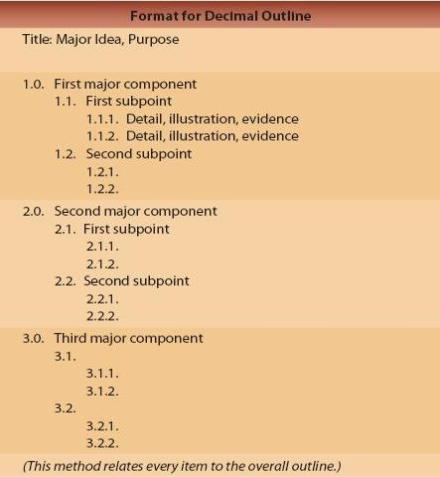 Format for Decimal Outline
Title: Major Idea, Purpose
1.0. First major component
1.1. First subpoint
1.1.1. Detail, illustration, evidence
1.1.2. Detail, illustration, evidence
1.2. Second subpoint
1.2.1.
1.2.2.
2.0. Second major component
2.1. First subpoint
2.1.1.
2.1.2.
2.2. Second subpoint
2.2.1.
2.2.2.
3.0. Third major component
3.1.
3.1.1.
3.1.2.
3.2.
3.2.1.
3.2.2.
(This method relates every item to the overall outline.)